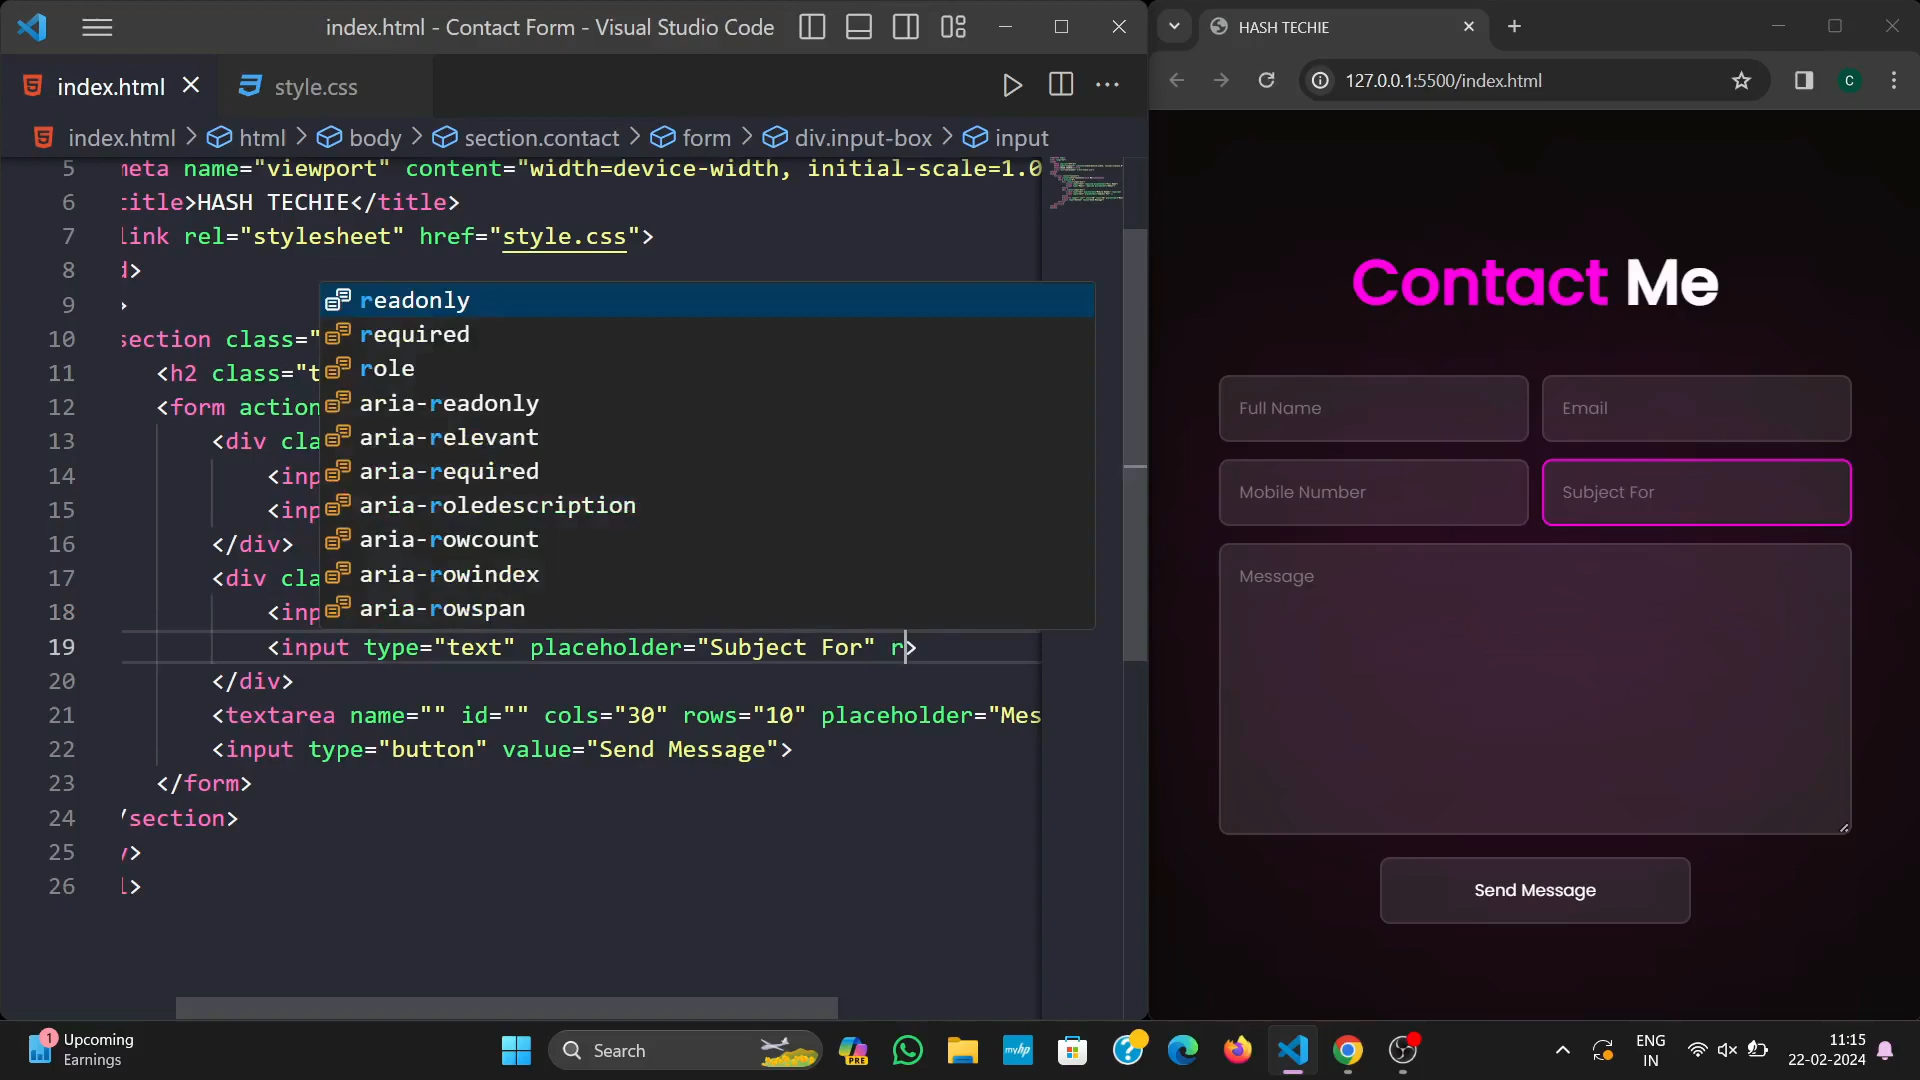 index.html - Contact Form - Visual Studio Code
index.html
style.css
index.html > html > body > section.contact > form > div.input-box > input
5 meta name="viewport" content="width=device-width, initial-scale=1.0
6 title>HASH TECHIE</title>
7 link rel="stylesheet" href="style.css">
8 d>
9 >
10 section class="
11 <h2 class="t
12 <form action
13 <div cla
14 <inp
15 <inp
16 </div>
17 <div cla
18 <inp
19 <input type="text" placeholder="Subject For" r>
20 </div>
21 <textarea name="" id="" cols="30" rows="10" placeholder="Mes
22 <input type="button" value="Send Message">
23 </form>
24 /section>
25 y>
26 l>
readonly
required
role
aria-readonly
aria-relevant
aria-required
aria-roledescription
aria-rowcount
aria-rowindex
aria-rowspan
HASH TECHIE
127.0.0.1:5500/index.html
C
Contact Me
Full Name
Email
Mobile Number
Subject For
Message
Send Message
1
Upcoming
Earnings
Search
PRE
myhp
ENG
IN
11:15
22-02-2024